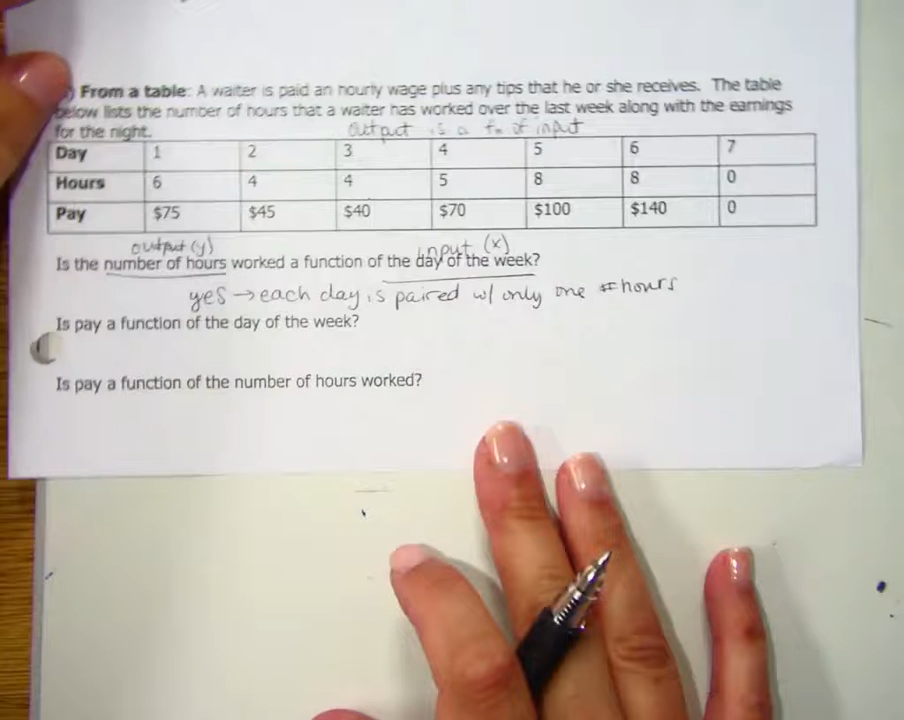 From a table: A waiter is paid an hourly wage plus any tips that he or she receives. The table
below lists the number of hours that a waiter has worked over the last week along with the earnings
for the night.
output is a fn of input
Day 1 2 3 4 5 6 7
Hours 6 4 4 5 8 8 0
Pay $75 $45 $40 $70 $100 $140 0
output (y) input (x)
Is the number of hours worked a function of the day of the week?
yes → each day is paired w/ only one # hours
Is pay a function of the day of the week?
Is pay a function of the number of hours worked?